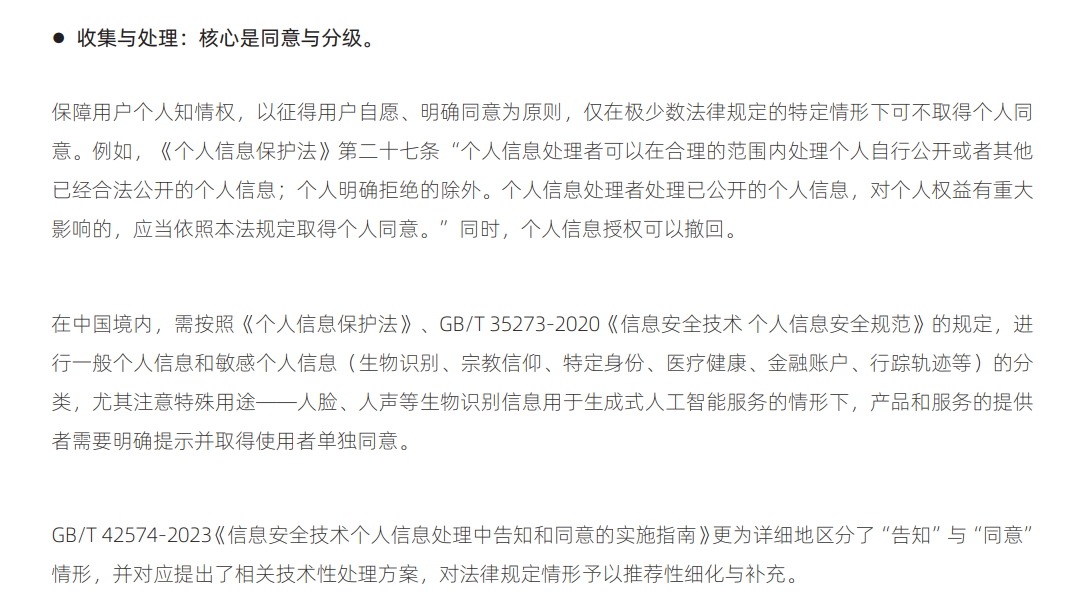 ● 收集与处理：核心是同意与分级。
保障用户个人知情权，以征得用户自愿、明确同意为原则，仅在极少数法律规定的特定情形下可不取得个人同
意。例如，《个人信息保护法》第二十七条“个人信息处理者可以在合理的范围内处理个人自行公开或者其他
已经合法公开的个人信息；个人明确拒绝的除外。个人信息处理者处理已公开的个人信息，对个人权益有重大
影响的，应当依照本法规定取得个人同意。” 同时，个人信息授权可以撤回。
在中国境内，需按照《个人信息保护法》、GB/T 35273-2020《信息安全技术 个人信息安全规范》的规定，进
行一般个人信息和敏感个人信息（生物识别、宗教信仰、特定身份、医疗健康、金融账户、行踪轨迹等）的分
类，尤其注意特殊用途——人脸、人声等生物识别信息用于生成式人工智能服务的情形下，产品和服务的提供
者需要明确提示并取得使用者单独同意。
GB/T 42574-2023《信息安全技术个人信息处理中告知和同意的实施指南》更为详细地区分了“告知”与“同意”
情形，并对应提出了相关技术性处理方案，对法律规定情形予以推荐性细化与补充。